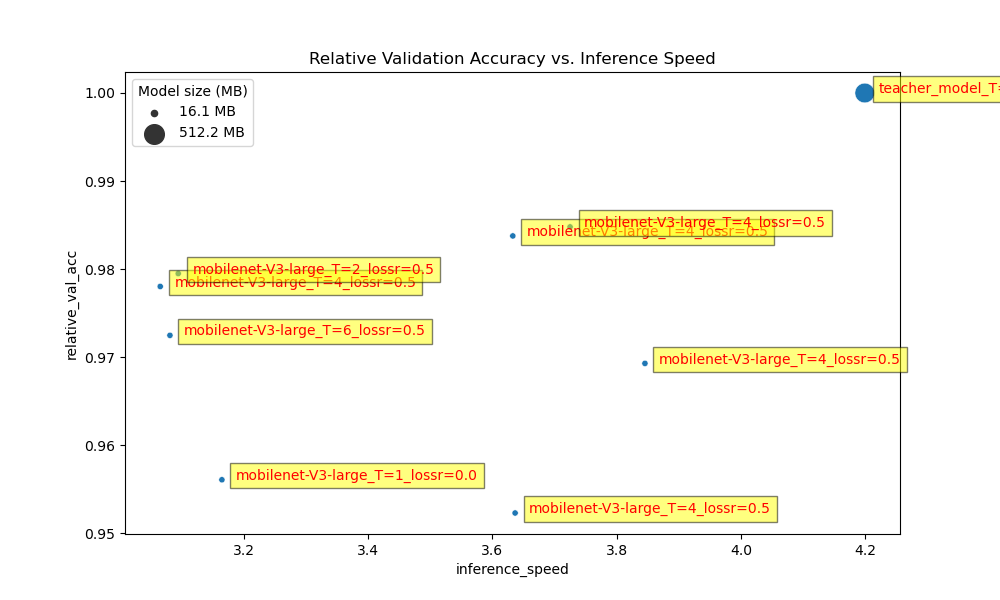 Relative Validation Accuracy vs. Inference Speed
Model size (MB)
16.1 MB
512.2 MB
teacher_model_T=
mobilenet-V3-large_T=4_lossr=0.5
mobilenet-V3-large_T=4_lossr=0.5
mobilenet-V3-large_T=2_lossr=0.5
mobilenet-V3-large_T=4_lossr=0.5
mobilenet-V3-large_T=6_lossr=0.5
mobilenet-V3-large_T=4_lossr=0.5
mobilenet-V3-large_T=1_lossr=0.0
mobilenet-V3-large_T=4_lossr=0.5
1.00
0.99
0.98
0.97
0.96
0.95
relative_val_acc
3.2 3.4 3.6 3.8 4.0 4.2
inference_speed